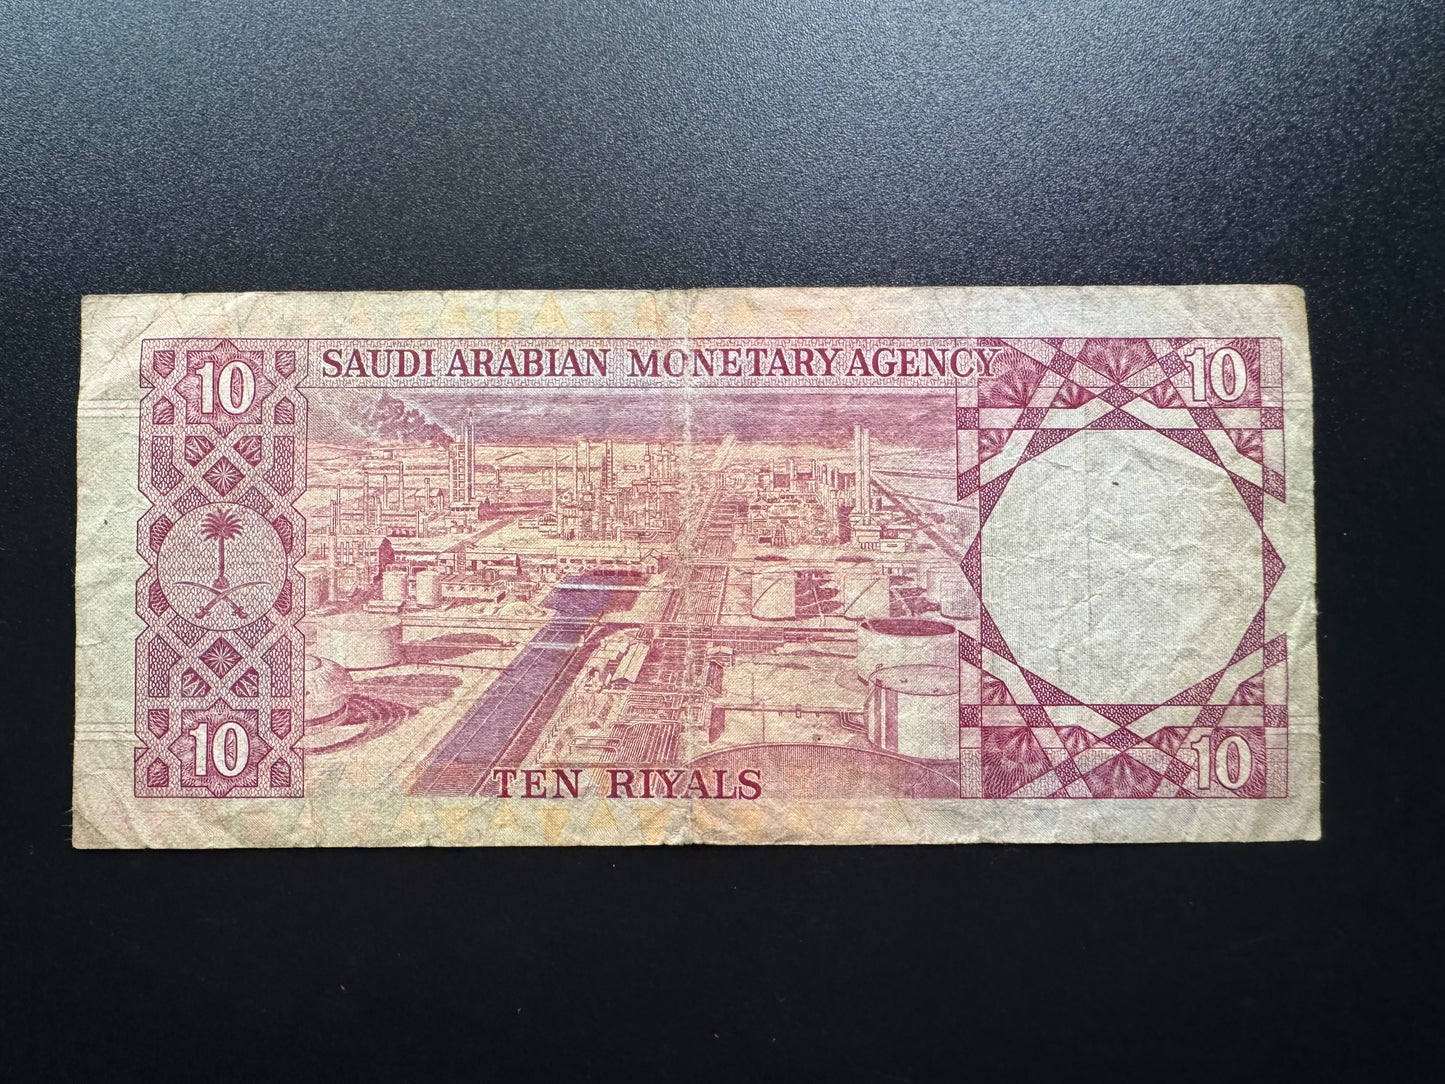 10 SAUDI ARABIAN MONETARY AGENCY 10
10 TEN RIYALS 10